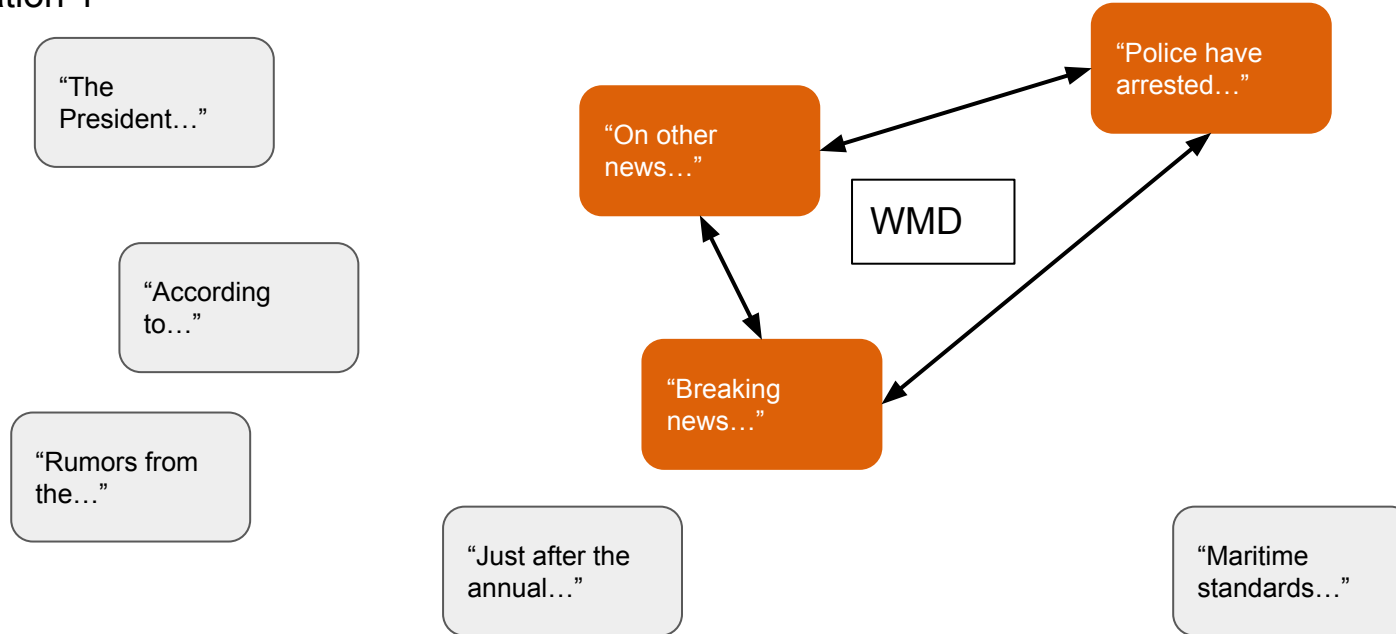 “The
President…”
“On other
news…”
“Police have
arrested…”
WMD
“According
to…”
“Breaking
news…”
“Rumors from
the…”
“Just after the
annual…”
“Maritime
standards…”